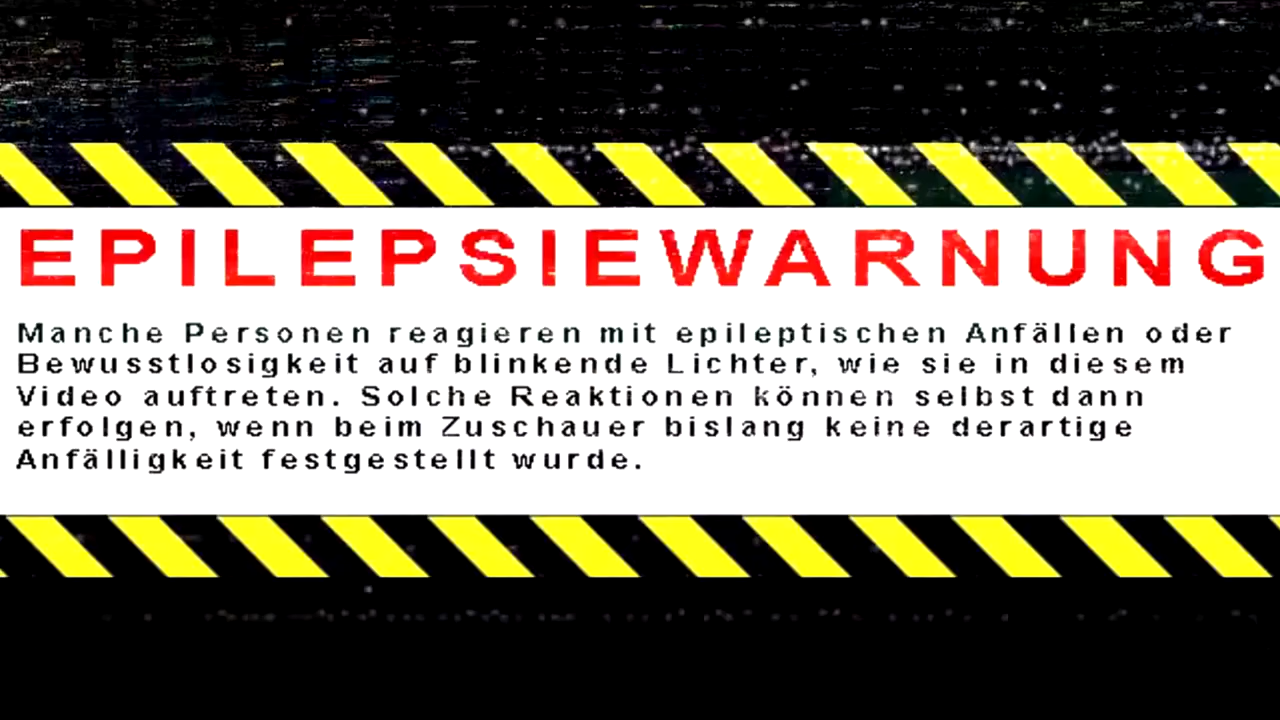 EPILEPSIEWARNUNG
Manche Personen reagieren mit epileptischen Anfällen oder
Bewusstlosigkeit auf blinkende Lichter, wie sie in diesem
Video auftreten. Solche Reaktionen können selbst dann
erfolgen, wenn beim Zuschauer bislang keine derartige
Anfälligkeit festgestellt wurde.